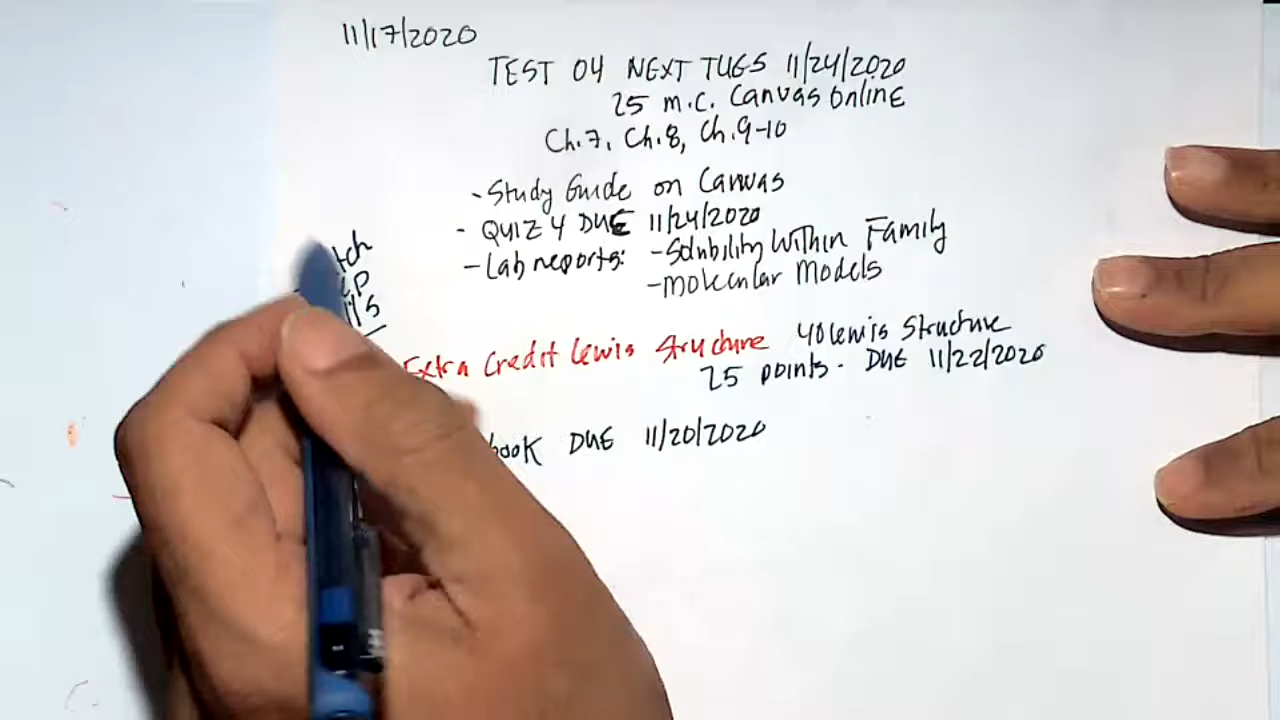 11/17/2020
TEST 04 NEXT TUES 11/24/2020
25 m.c. Canvas Online
Ch.7, Ch.8, Ch.9-10
- Study Guide on Canvas
- QUIZ 4 DUE 11/24/2020
- Lab reports: - Solubility Within Family
- Molecular Models
Extra Credit Lewis Structure 40 Lewis Structure
25 points. DUE 11/22/2020
book DUE 11/20/2020